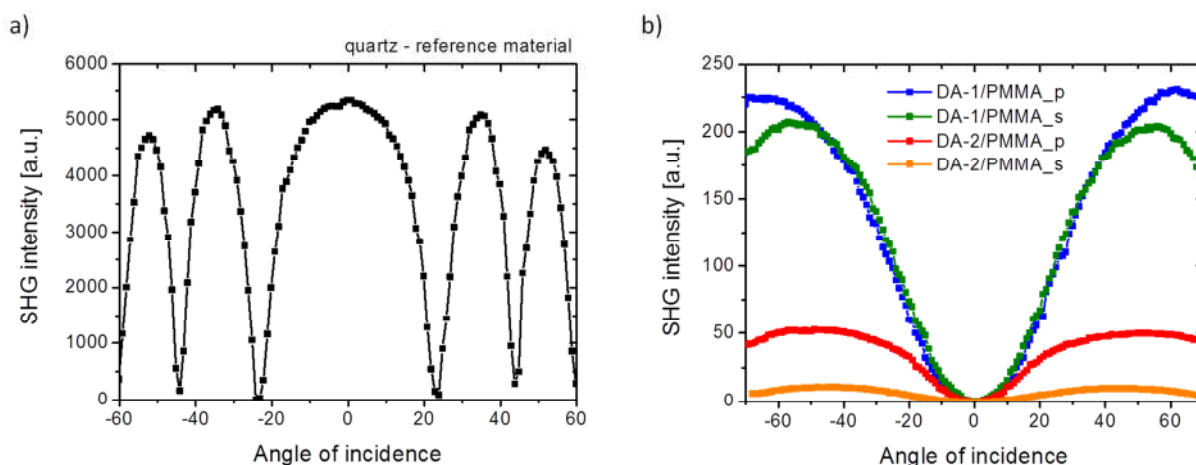 a)
quartz - reference material
6000
5000
4000
3000
2000
1000
0
SHG intensity [a.u.]
-60 -40 -20 0 20 40 60
Angle of incidence
b)
250
200
150
100
50
0
SHG intensity [a.u.]
DA-1/PMMA_p
DA-1/PMMA_s
DA-2/PMMA_p
DA-2/PMMA_s
-60 -40 -20 0 20 40 60
Angle of incidence